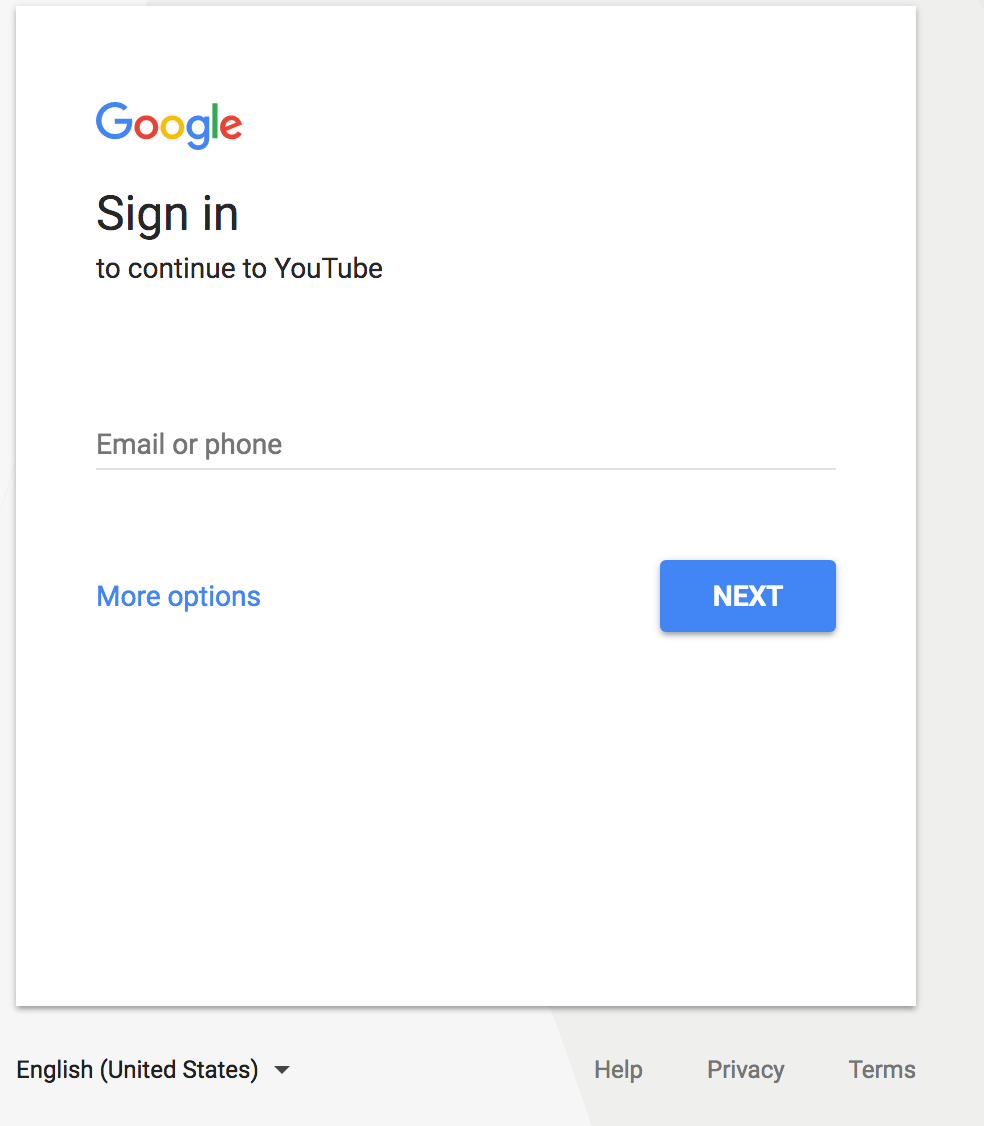 Google
Sign in
to continue to YouTube
Email or phone
More options
NEXT
English (United States)
Help
Privacy
Terms